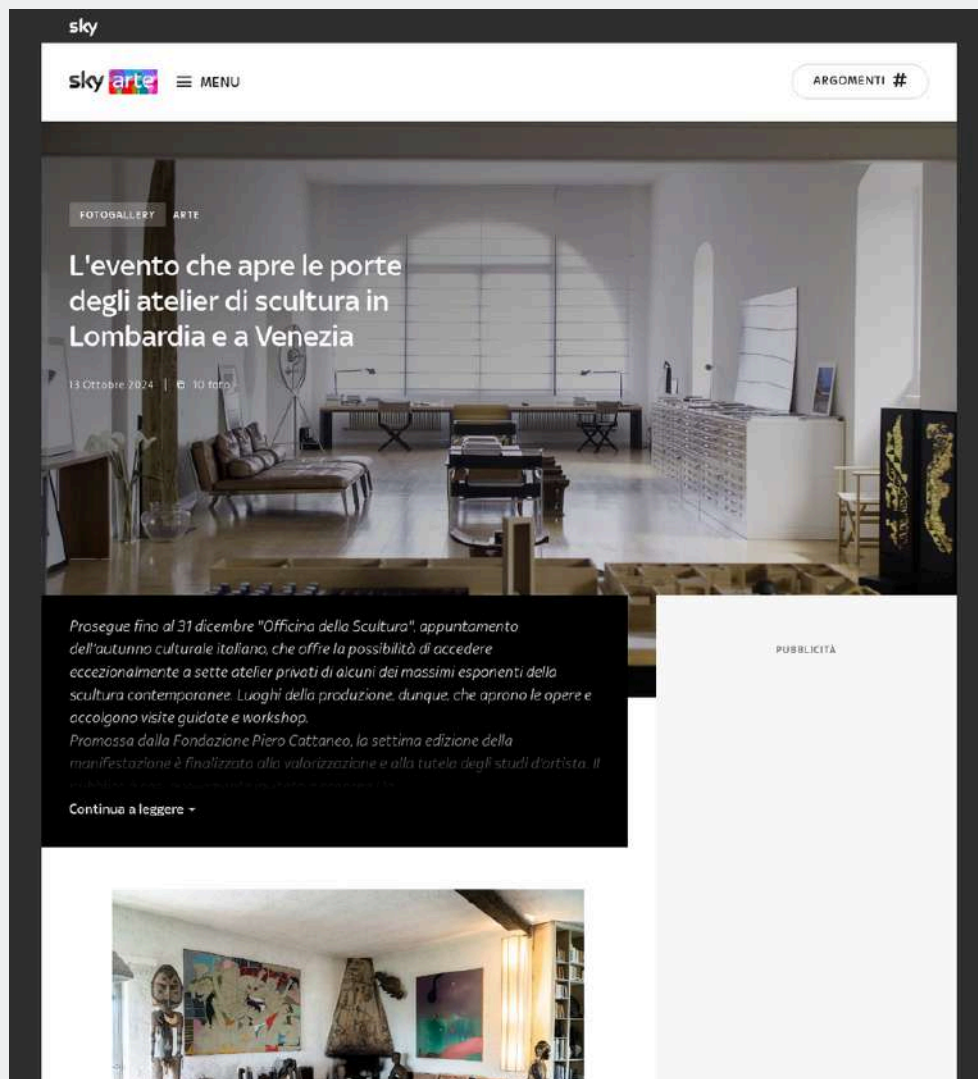 sky
sky arte
MENU
ARGOMENTI #
FOTOGALLERY ARTE
L'evento che apre le porte
degli atelier di scultura in
Lombardia e a Venezia
13 Ottobre 2024 | 10 foto
Prosegue fino al 31 dicembre "Officina della Scultura", appuntamento
dell'autunno culturale italiano, che offre la possibilità di accedere
eccezionalmente a sette atelier privati di alcuni dei massimi esponenti della
scultura contemporanee. Luoghi della produzione, dunque, che aprono le opere e
accolgono visite guidate e workshop.
Promossa dalla Fondazione Piero Cattaneo, la settima edizione della
manifestazione è finalizzata alla valorizzazione e alla tutela degli studi d'artista. Il
Continua a leggere
PUBBLICITÀ